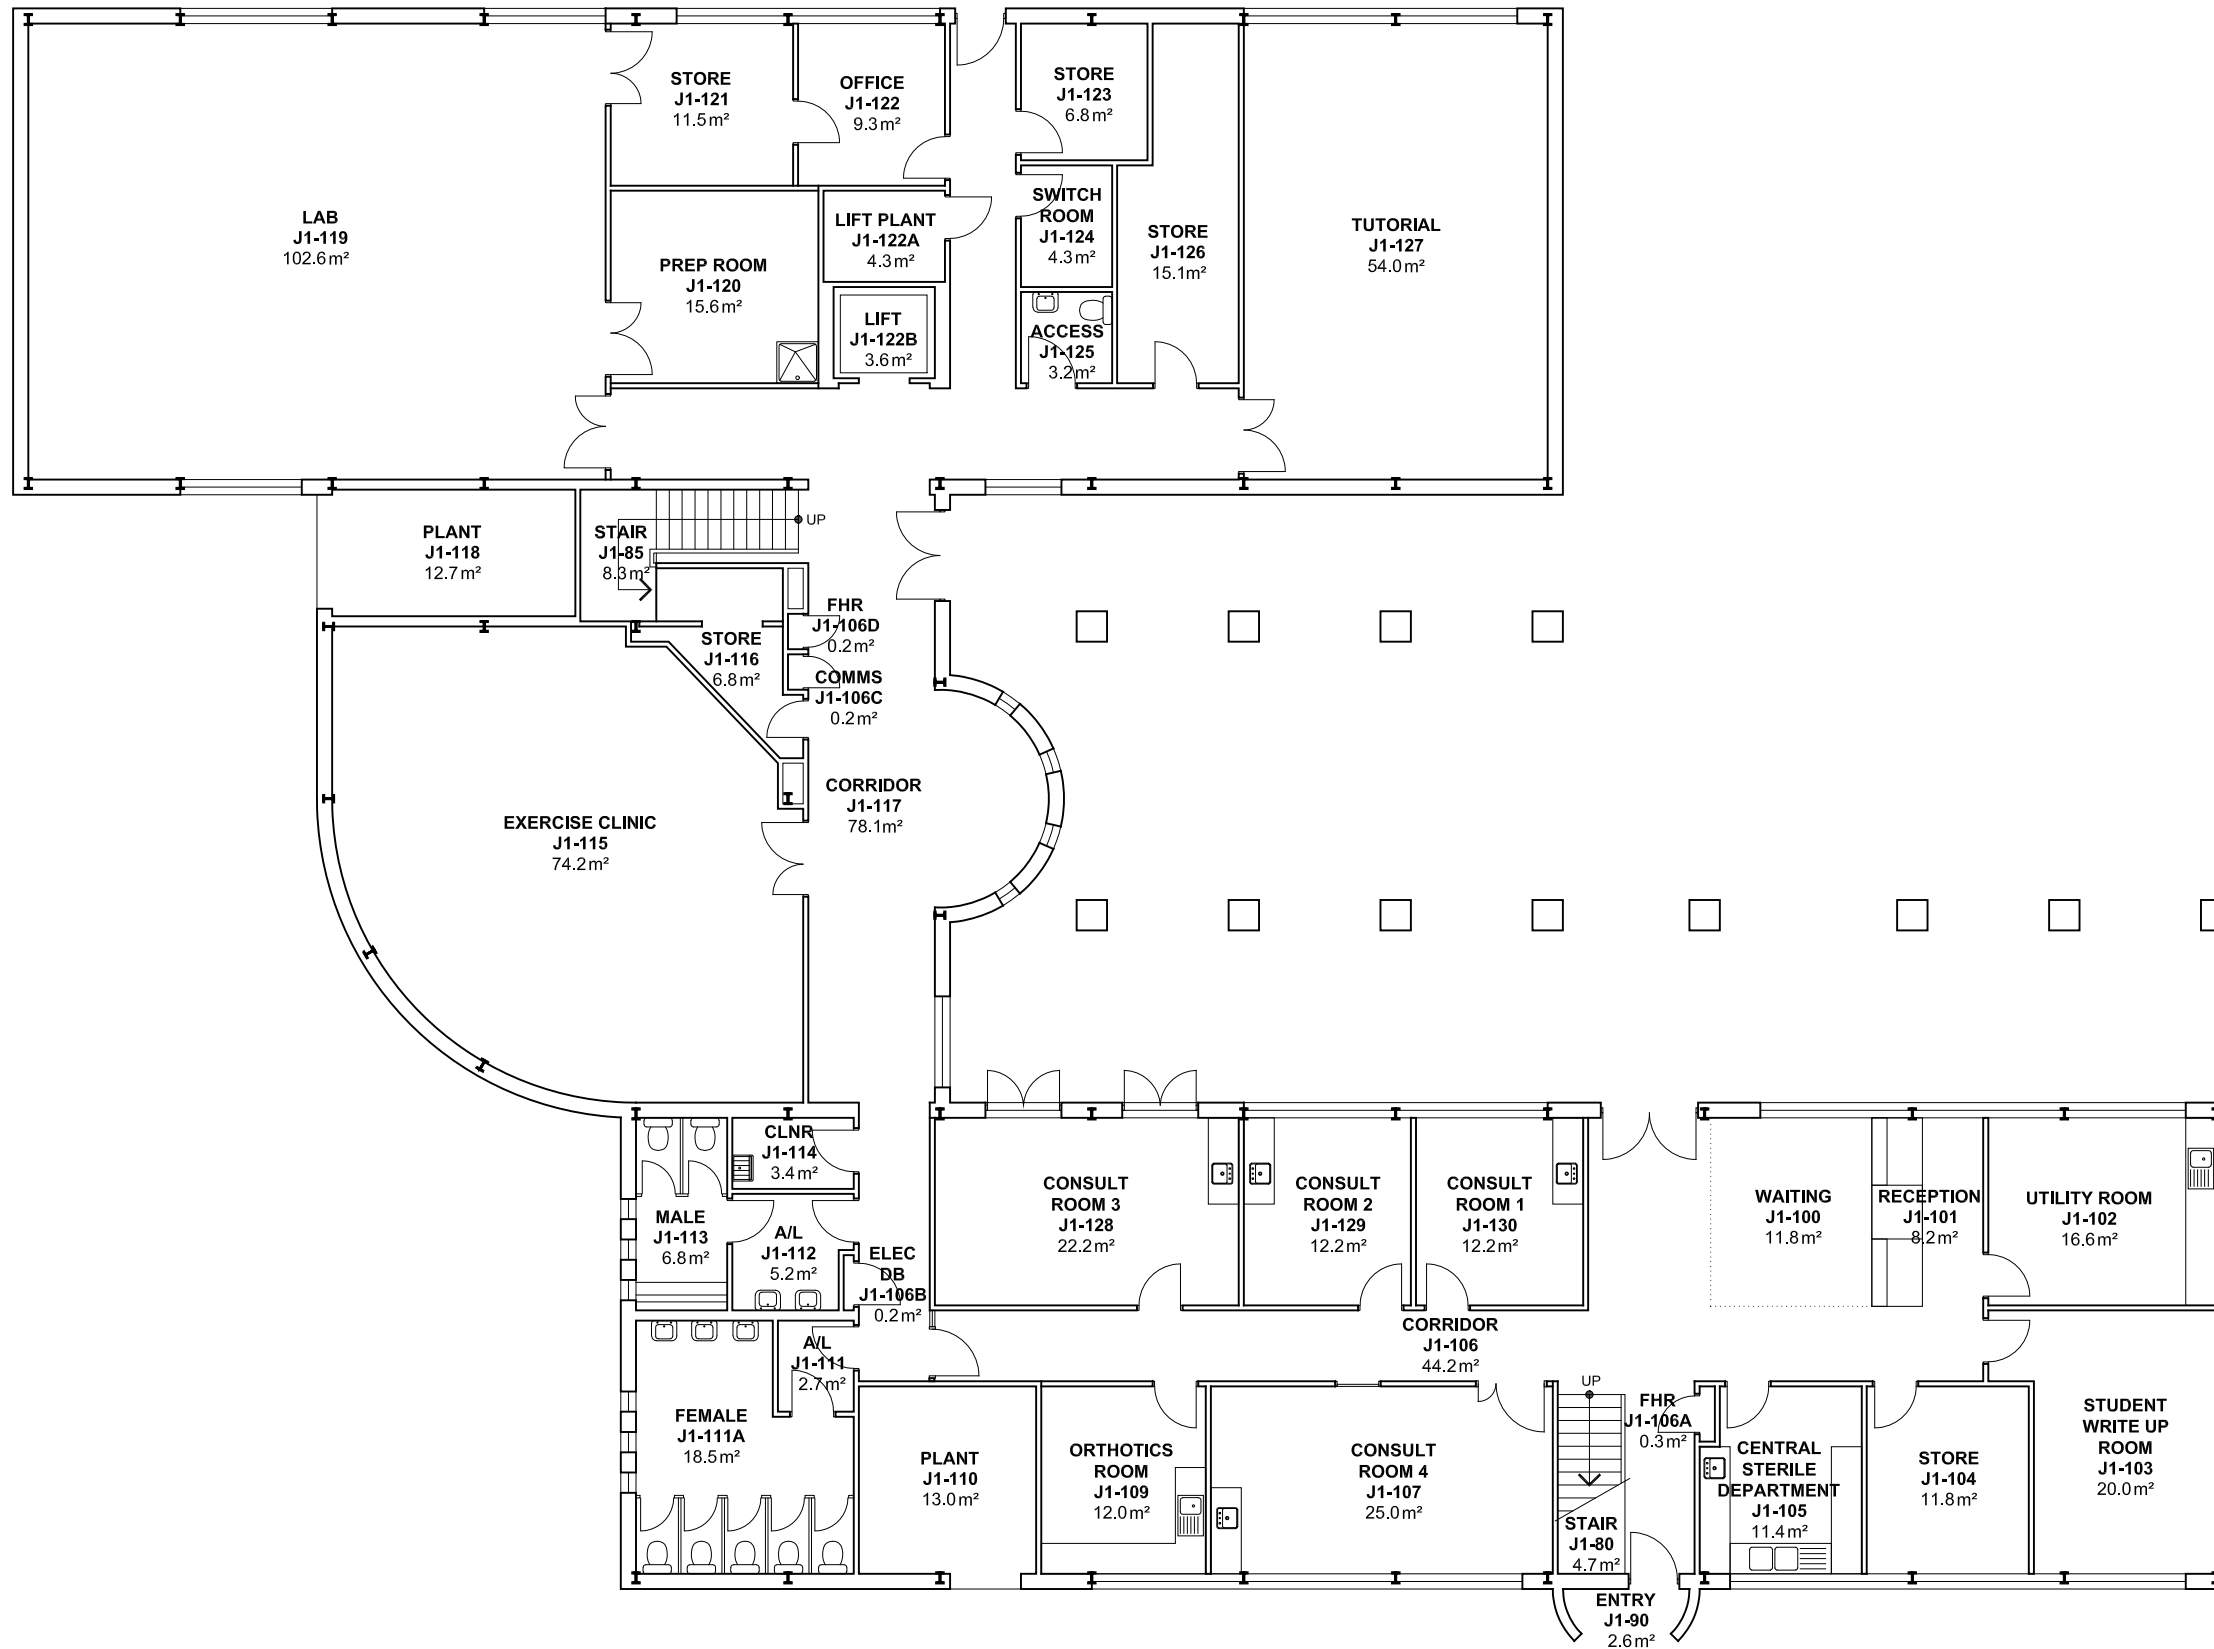 STORE
J1-121
11.5m²
OFFICE
J1-122
9.3m²
STORE
J1-123
6.8m²
LAB
J1-119
102.6m²
PREP ROOM
J1-120
15.6m²
LIFT PLANT
J1-122A
4.3m²
LIFT
J1-122B
3.6m²
SWITCH
ROOM
J1-124
4.3m²
ACCESS
J1-125
3.2m²
STORE
J1-126
15.1m²
TUTORIAL
J1-127
54.0m²
PLANT
J1-118
12.7m²
STAIR
J1-85
8.3m²
UP
FHR
J1-106D
0.2m²
STORE
J1-116
6.8m²
COMMS
J1-106C
0.2m²
CORRIDOR
J1-117
78.1m²
EXERCISE CLINIC
J1-115
74.2m²
CLNR
J1-114
3.4m²
MALE
J1-113
6.8m²
A/L
J1-112
5.2m²
ELEC
DB
J1-106B
0.2m²
CONSULT
ROOM 3
J1-128
22.2m²
CONSULT
ROOM 2
J1-129
12.2m²
CONSULT
ROOM 1
J1-130
12.2m²
WAITING
J1-100
11.8m²
RECEPTION
J1-101
8.2m²
UTILITY ROOM
J1-102
16.6m²
CORRIDOR
J1-106
44.2m²
A/L
J1-111
2.7m²
FEMALE
J1-111A
18.5m²
PLANT
J1-110
13.0m²
ORTHOTICS
ROOM
J1-109
12.0m²
CONSULT
ROOM 4
J1-107
25.0m²
UP
STAIR
J1-80
4.7m²
FHR
J1-106A
0.3m²
CENTRAL
STERILE
DEPARTMENT
J1-105
11.4m²
STORE
J1-104
11.8m²
STUDENT
WRITE UP
ROOM
J1-103
20.0m²
ENTRY
J1-90
2.6m²